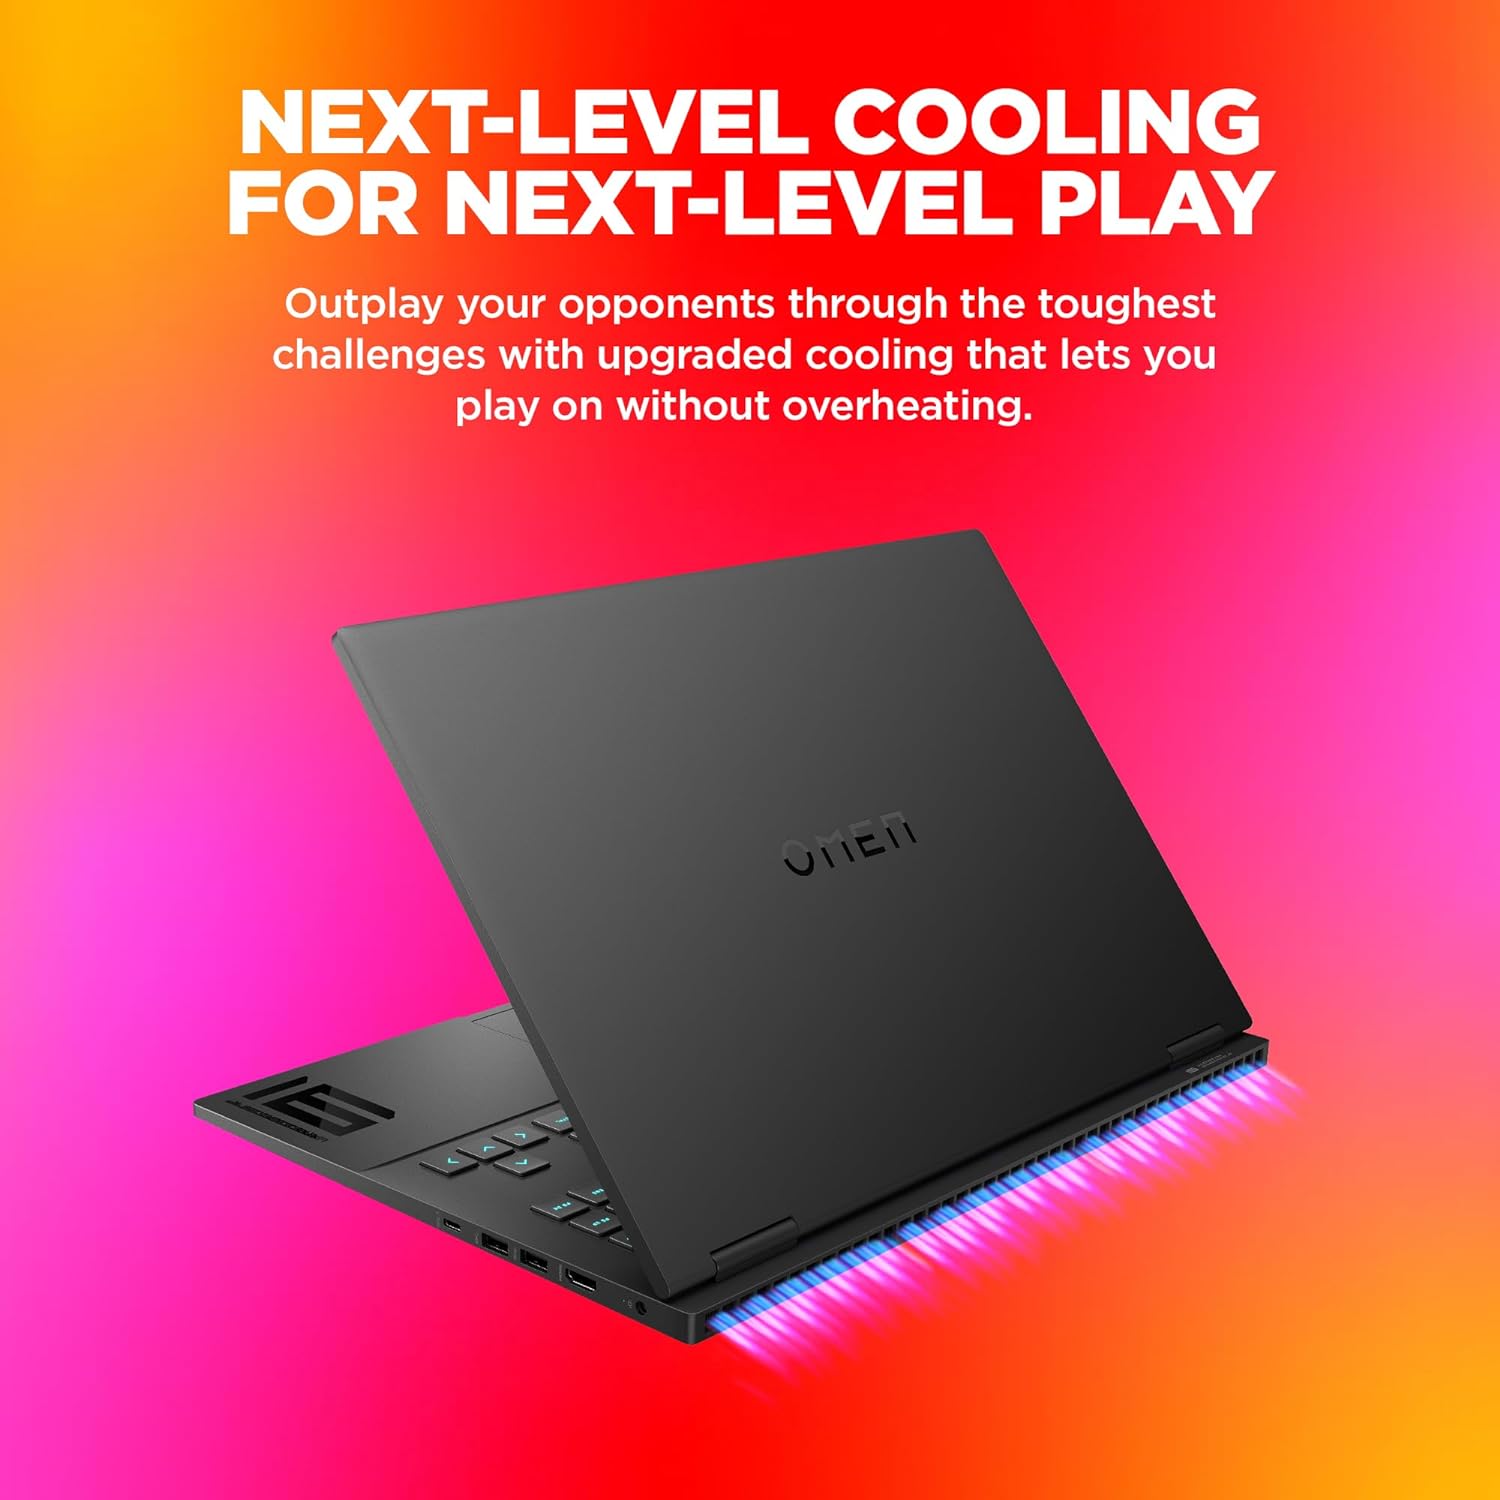 NEXT-LEVEL COOLING
FOR NEXT-LEVEL PLAY
Outplay your opponents through the toughest
challenges with upgraded cooling that lets you
play on without overheating.
OMEN